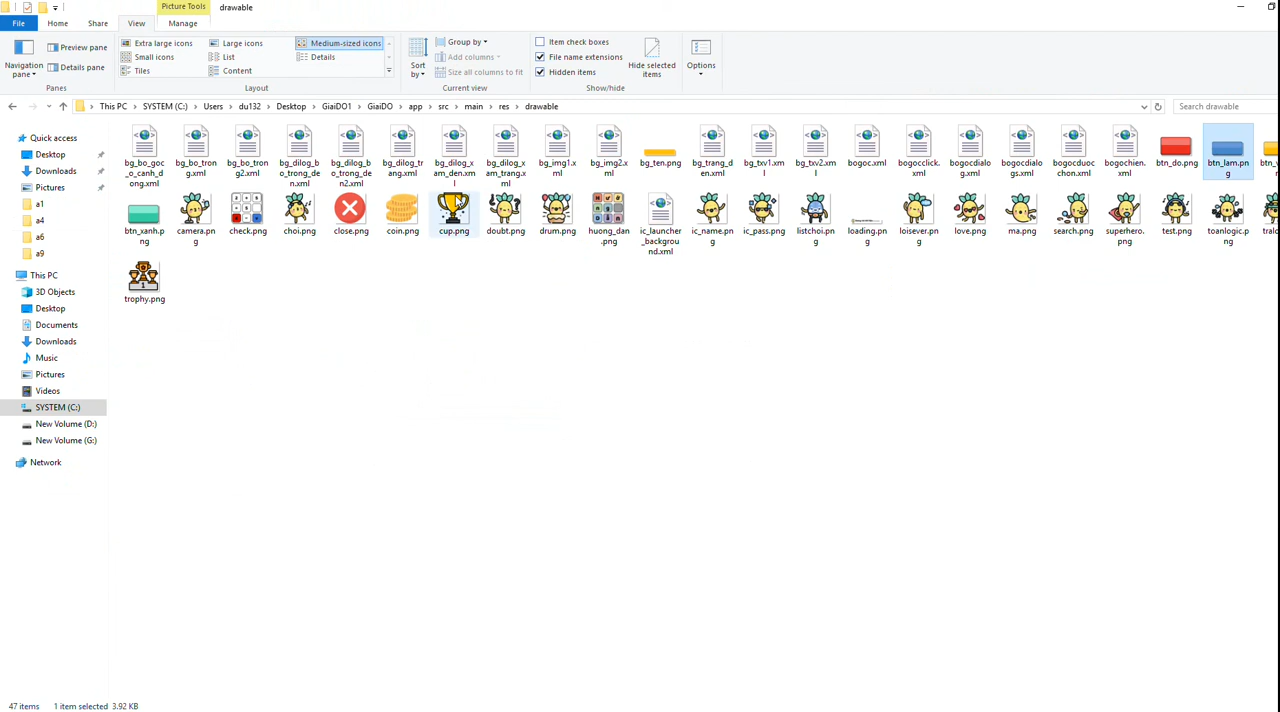 Picture Tools drawable
File Home Share View Manage
Navigation pane
Preview pane
Details pane
Panes
Extra large icons Large icons Medium-sized icons
Small icons List Details
Tiles Content
Layout
Sort by
Group by
Add columns
Size all columns to fit
Current view
Item check boxes
File name extensions
Hidden items
Hide selected items
Show/hide
Options
This PC > SYSTEM (C:) > Users > du132 > Desktop > GiaiDO1 > GiaiDO > app > src > main > res > drawable
Search drawable
Quick access
Desktop
Downloads
Pictures
a1
a4
a6
a9
This PC
3D Objects
Desktop
Documents
Downloads
Music
Pictures
Videos
SYSTEM (C:)
New Volume (D:)
New Volume (G:)
Network
bg_bo_goc_o_canh_dong.xml
bg_bo_trong.xml
bg_bo_tron g2.xml
bg_dilog_bo_trong_den.xml
bg_dilog_bo_trong_den2.xml
bg_dilog_trang.xml
bg_dilog_xam_den.xml
bg_dilog_xam_trang.xml
bg_img1.xml
bg_img2.xml
bg_ten.png
bg_trang_den.xml
bg_txv1.xml
bg_txv2.xml
bogoc.xml
bogocclick.xml
bogocdialog.xml
bogocdialogs.xml
bogocduochon.xml
bogochien.xml
btn_do.png
btn_lam.png
btn_xanh.png
camera.png
check.png
choi.png
close.png
coin.png
cup.png
doubt.png
drum.png
huong_dan.png
ic_launcher_background.xml
ic_name.png
ic_pass.png
listchoi.png
loading.png
loisever.png
love.png
ma.png
search.png
superhero.png
test.png
toanlogic.png
trophy.png
47 items 1 item selected 3.92 KB